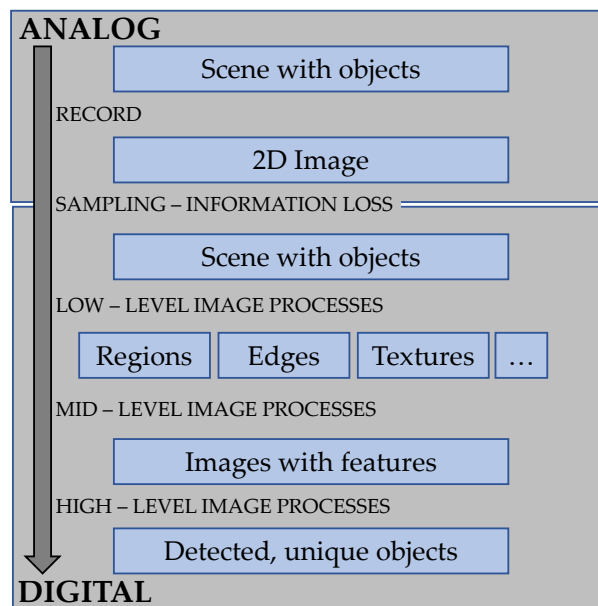 ANALOG
Scene with objects
RECORD
2D Image
SAMPLING – INFORMATION LOSS
Scene with objects
LOW – LEVEL IMAGE PROCESSES
Regions Edges Textures ...
MID – LEVEL IMAGE PROCESSES
Images with features
HIGH – LEVEL IMAGE PROCESSES
Detected, unique objects
DIGITAL